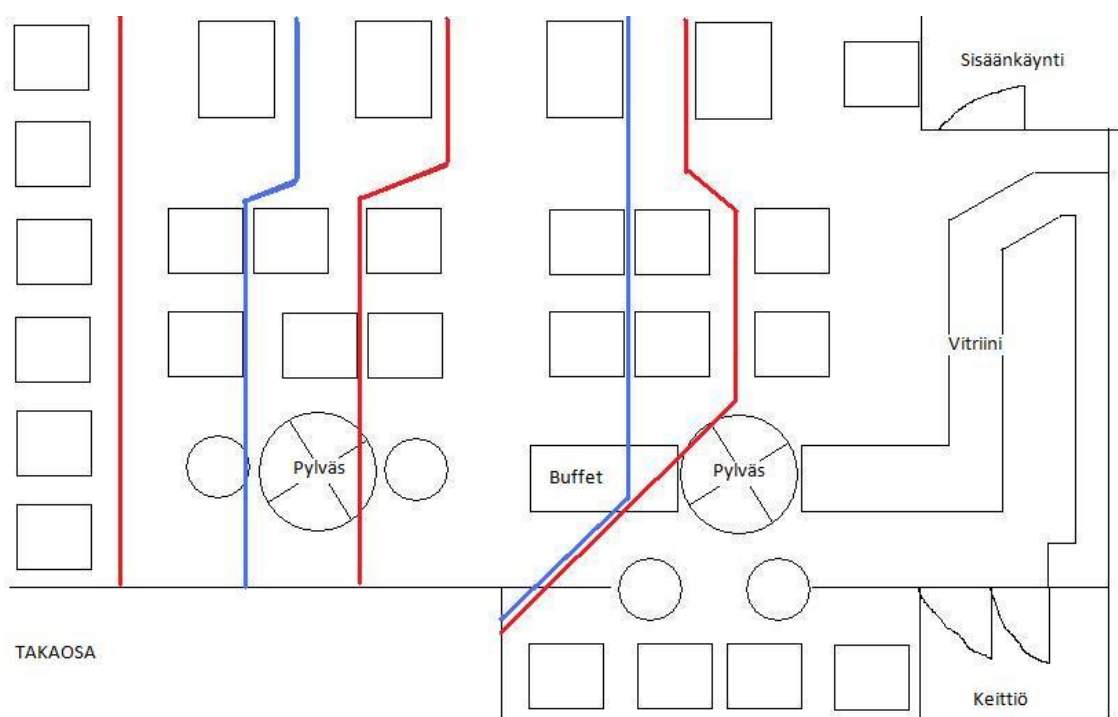 Sisäänkäynti
Vitriini
Pylväs
Buffet
Pylväs
TAKAOSA
Keittiö